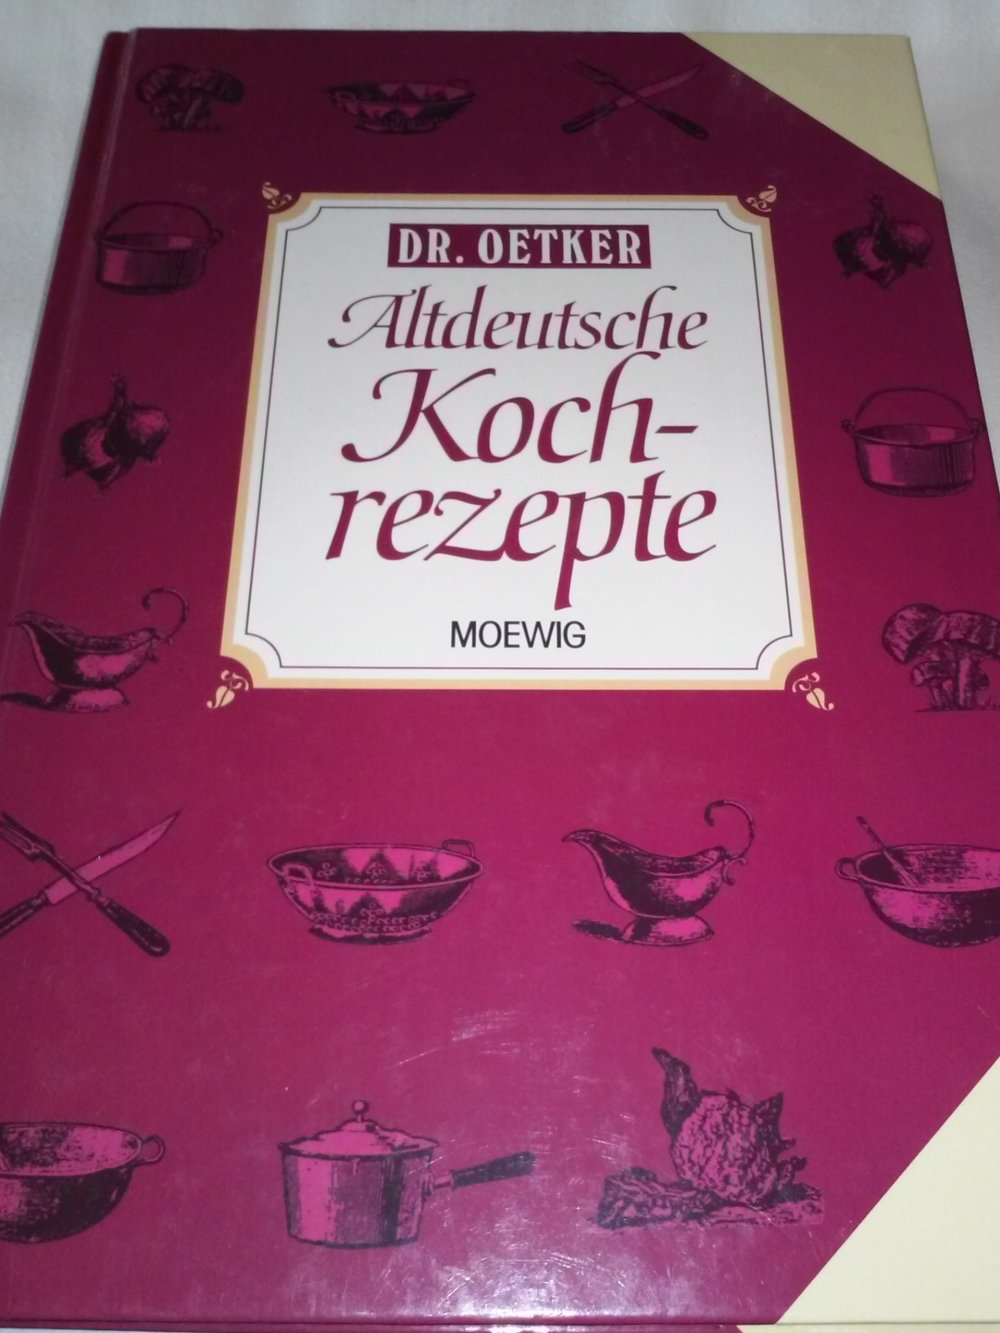 DR. OETKER
Altdeutsche
Koch-
rezepte
MOEWIG